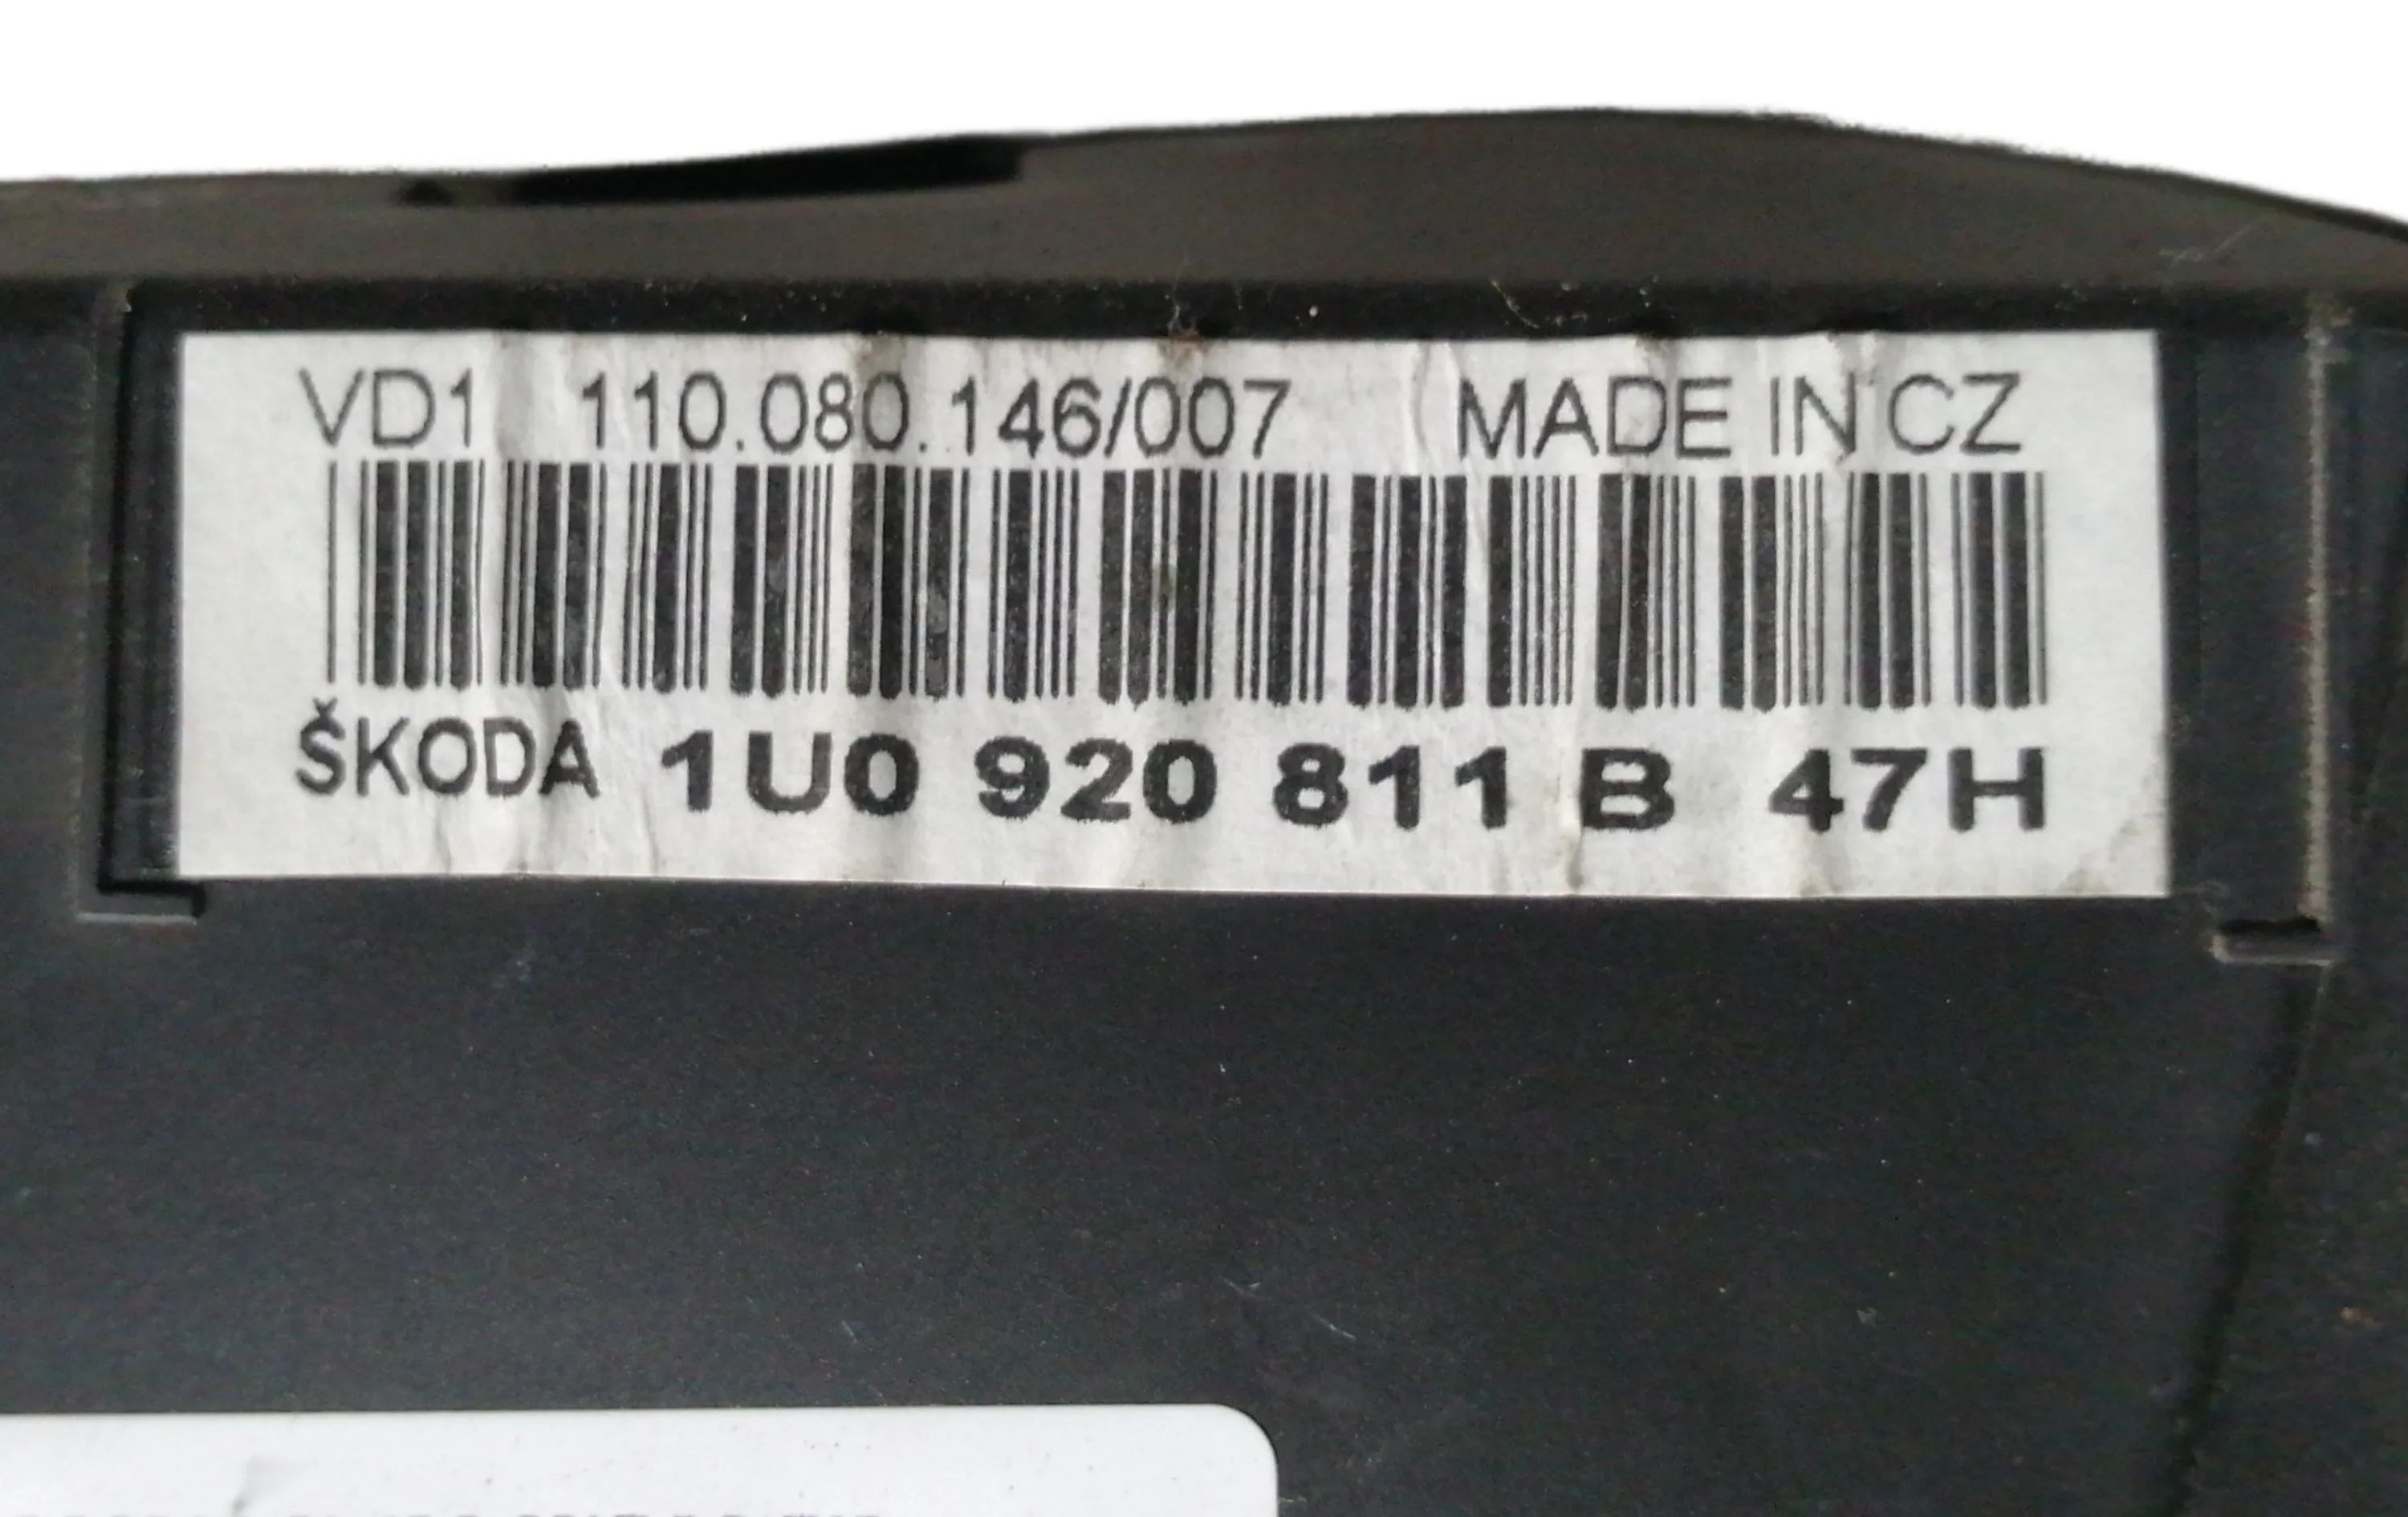 VD1 110.080.146/007 MADE IN CZ
ŠKODA 1U0 920 811 B 47H